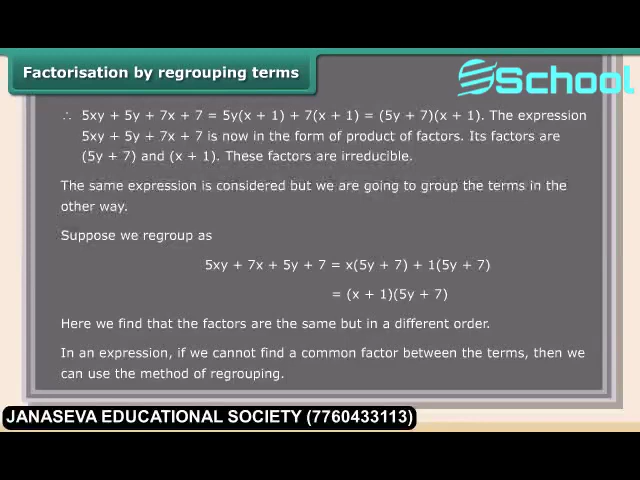 Factorisation by regrouping terms
School
∴ 5xy + 5y + 7x + 7 = 5y(x + 1) + 7(x + 1) = (5y + 7)(x + 1). The expression
5xy + 5y + 7x + 7 is now in the form of product of factors. Its factors are
(5y + 7) and (x + 1). These factors are irreducible.
The same expression is considered but we are going to group the terms in the
other way.
Suppose we regroup as
5xy + 7x + 5y + 7 = x(5y + 7) + 1(5y + 7)
= (x + 1)(5y + 7)
Here we find that the factors are the same but in a different order.
In an expression, if we cannot find a common factor between the terms, then we
can use the method of regrouping.
JANASEVA EDUCATIONAL SOCIETY (7760433113)